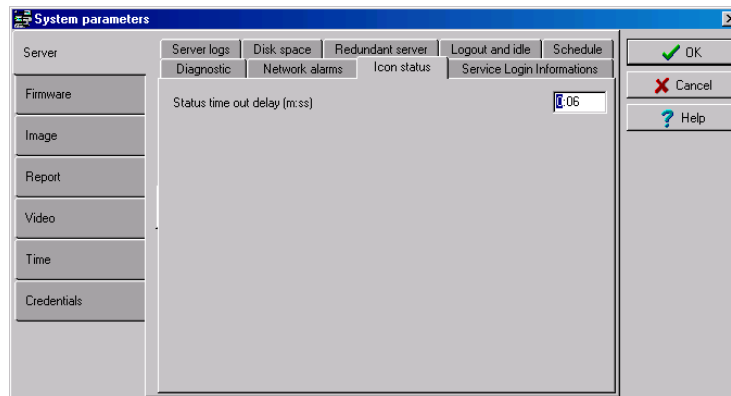 System parameters
Server
Server logs Disk space Redundant server Logout and idle Schedule
Diagnostic Network alarms Icon status Service Login Informations
Status time out delay (m:ss) 0:06
Firmware
Image
Report
Video
Time
Credentials
OK
Cancel
? Help